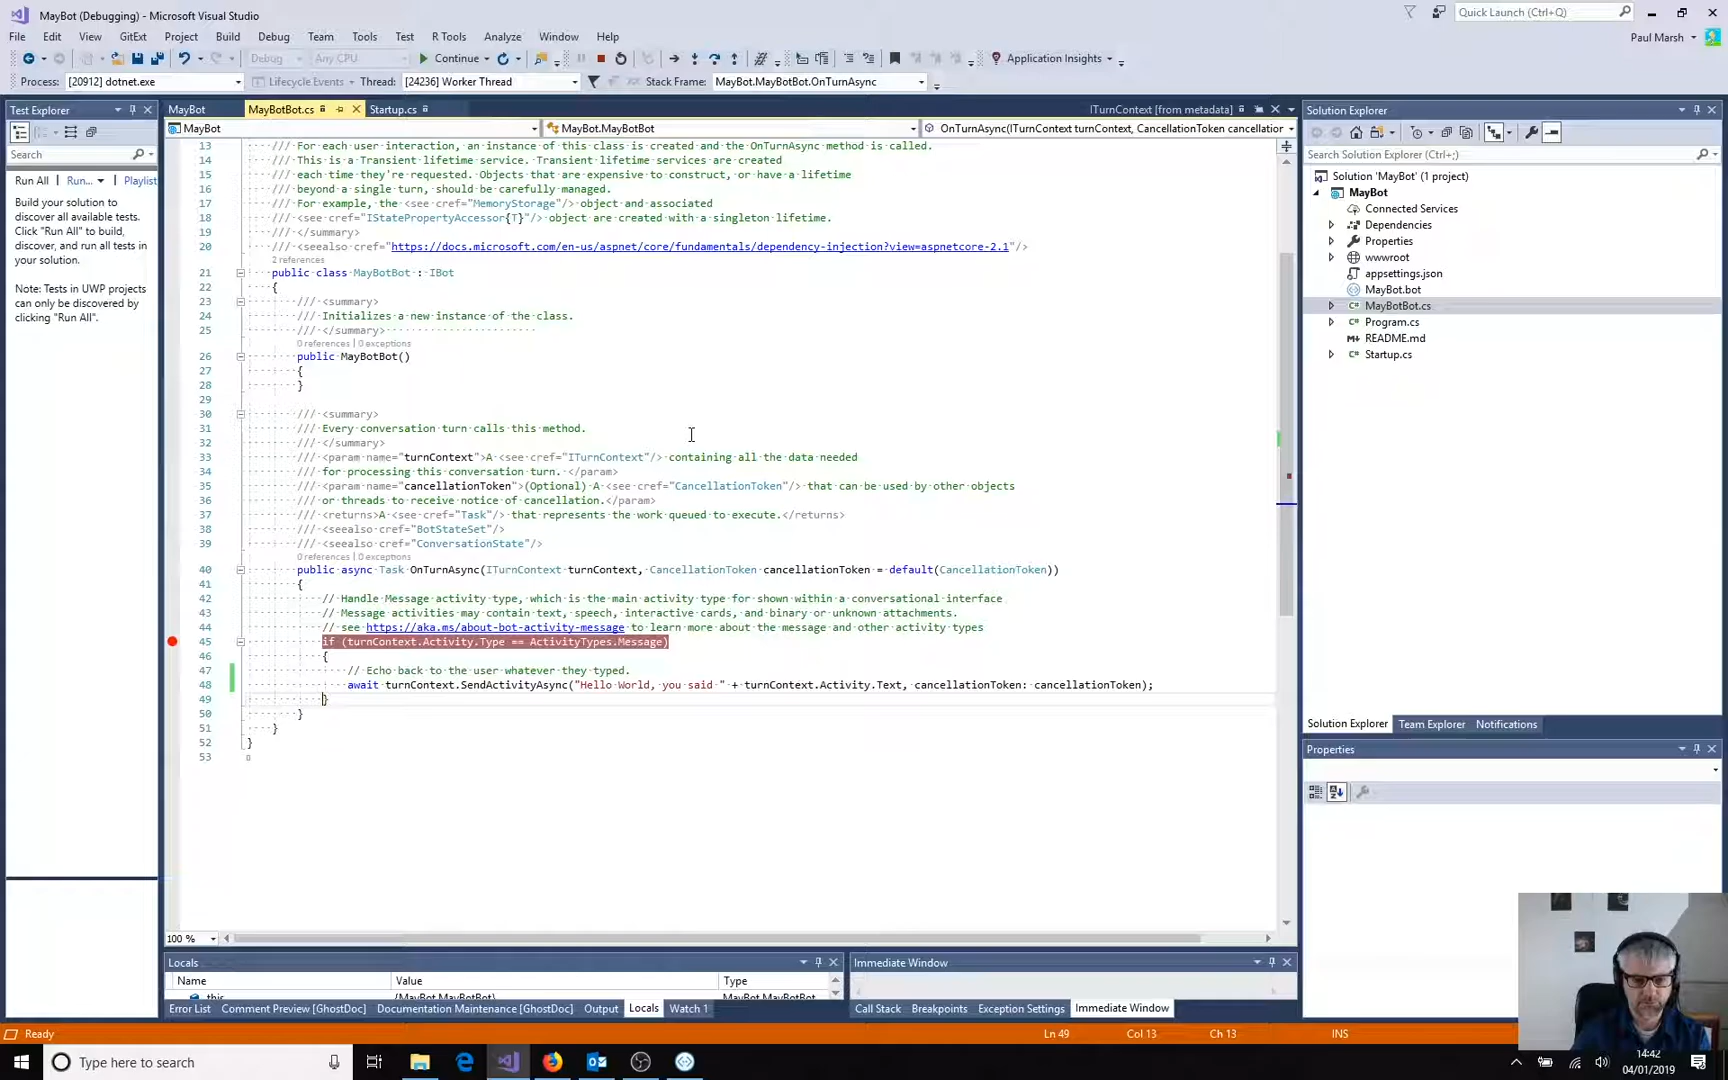 MayBot (Debugging) - Microsoft Visual Studio
Quick Launch (Ctrl+Q)
File Edit View GitExt Project Build Debug Team Tools Test R Tools Analyze Window Help
Paul Marsh
Debug Any CPU Continue Application Insights
Process: [20912] dotnet.exe Lifecycle Events Thread: [24236] Worker Thread Stack Frame: MayBot.MayBotBot.OnTurnAsync
Test Explorer
Search
Run All Run... Playlist
Build your solution to
discover all available tests.
Click "Run All" to build,
discover, and run all tests in
your solution.
Note: Tests in UWP projects
can only be discovered by
clicking "Run All".
MayBot MayBotBot.cs Startup.cs ITurnContext [from metadata]
MayBot MayBot.MayBotBot OnTurnAsync(ITurnContext turnContext, CancellationToken cancellation
13 /// For each user interaction, an instance of this class is created and the OnTurnAsync method is called.
14 /// This is a Transient lifetime service. Transient lifetime services are created
15 /// each time they're requested. Objects that are expensive to construct, or have a lifetime
16 /// beyond a single turn, should be carefully managed.
17 /// For example, the <see cref="MemoryStorage"/> object and associated
18 /// <see cref="IStatePropertyAccessor{T}"/> object are created with a singleton lifetime.
19 /// </summary>
20 /// <seealso cref="https://docs.microsoft.com/en-us/aspnet/core/fundamentals/dependency-injection?view=aspnetcore-2.1"/>
2 references
21 public class MayBotBot : IBot
22 {
23 /// <summary>
24 /// Initializes a new instance of the class.
25 /// </summary>
0 references | 0 exceptions
26 public MayBotBot()
27 {
28 }
29
30 /// <summary>
31 /// Every conversation turn calls this method.
32 /// </summary>
33 /// <param name="turnContext">A <see cref="ITurnContext"/> containing all the data needed
34 /// for processing this conversation turn. </param>
35 /// <param name="cancellationToken">(Optional) A <see cref="CancellationToken"/> that can be used by other objects
36 /// or threads to receive notice of cancellation.</param>
37 /// <returns>A <see cref="Task"/> that represents the work queued to execute.</returns>
38 /// <seealso cref="BotStateSet"/>
39 /// <seealso cref="ConversationState"/>
0 references | 0 exceptions
40 public async Task OnTurnAsync(ITurnContext turnContext, CancellationToken cancellationToken = default(CancellationToken))
41 {
42 // Handle Message activity type, which is the main activity type for shown within a conversational interface
43 // Message activities may contain text, speech, interactive cards, and binary or unknown attachments.
44 // see https://aka.ms/about-bot-activity-message to learn more about the message and other activity types
45 if (turnContext.Activity.Type == ActivityTypes.Message)
46 {
47 // Echo back to the user whatever they typed.
48 await turnContext.SendActivityAsync("Hello World, you said " + turnContext.Activity.Text, cancellationToken: cancellationToken);
49 }
50 }
51 }
52 }
53
100 %
Solution Explorer
Search Solution Explorer (Ctrl+;)
Solution 'MayBot' (1 project)
MayBot
Connected Services
Dependencies
Properties
wwwroot
appsettings.json
MayBot.bot
MayBotBot.cs
Program.cs
README.md
Startup.cs
Solution Explorer Team Explorer Notifications
Properties
Locals
Name Value Type
this {MayBot.MayBotBot} MayBot.MayBotBot
Immediate Window
Error List Comment Preview [GhostDoc] Documentation Maintenance [GhostDoc] Output Locals Watch 1
Call Stack Breakpoints Exception Settings Immediate Window
Ready Ln 49 Col 13 Ch 13 INS
Type here to search
14:42
04/01/2019